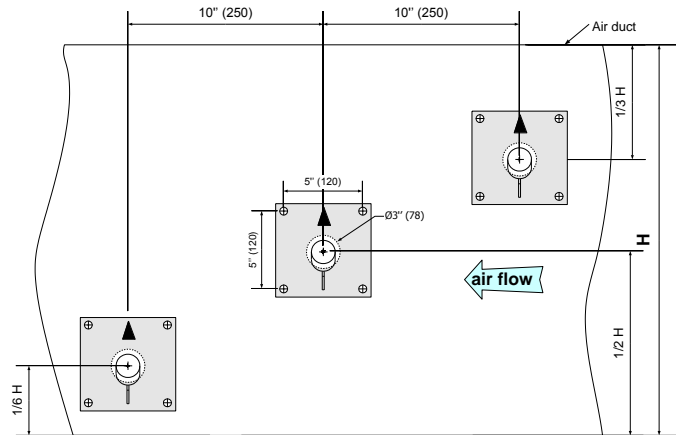 10" (250)
10" (250)
Air duct
1/3 H
5" (120)
Ø3" (78)
5" (120)
H
air flow
1/2 H
1/6 H